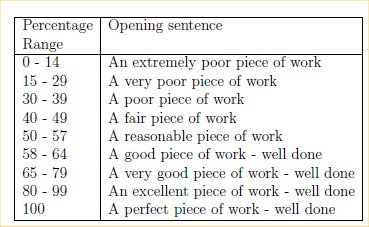 Percentage Opening sentence
Range
0 - 14 An extremely poor piece of work
15 - 29 A very poor piece of work
30 - 39 A poor piece of work
40 - 49 A fair piece of work
50 - 57 A reasonable piece of work
58 - 64 A good piece of work - well done
65 - 79 A very good piece of work - well done
80 - 99 An excellent piece of work - well done
100 A perfect piece of work - well done